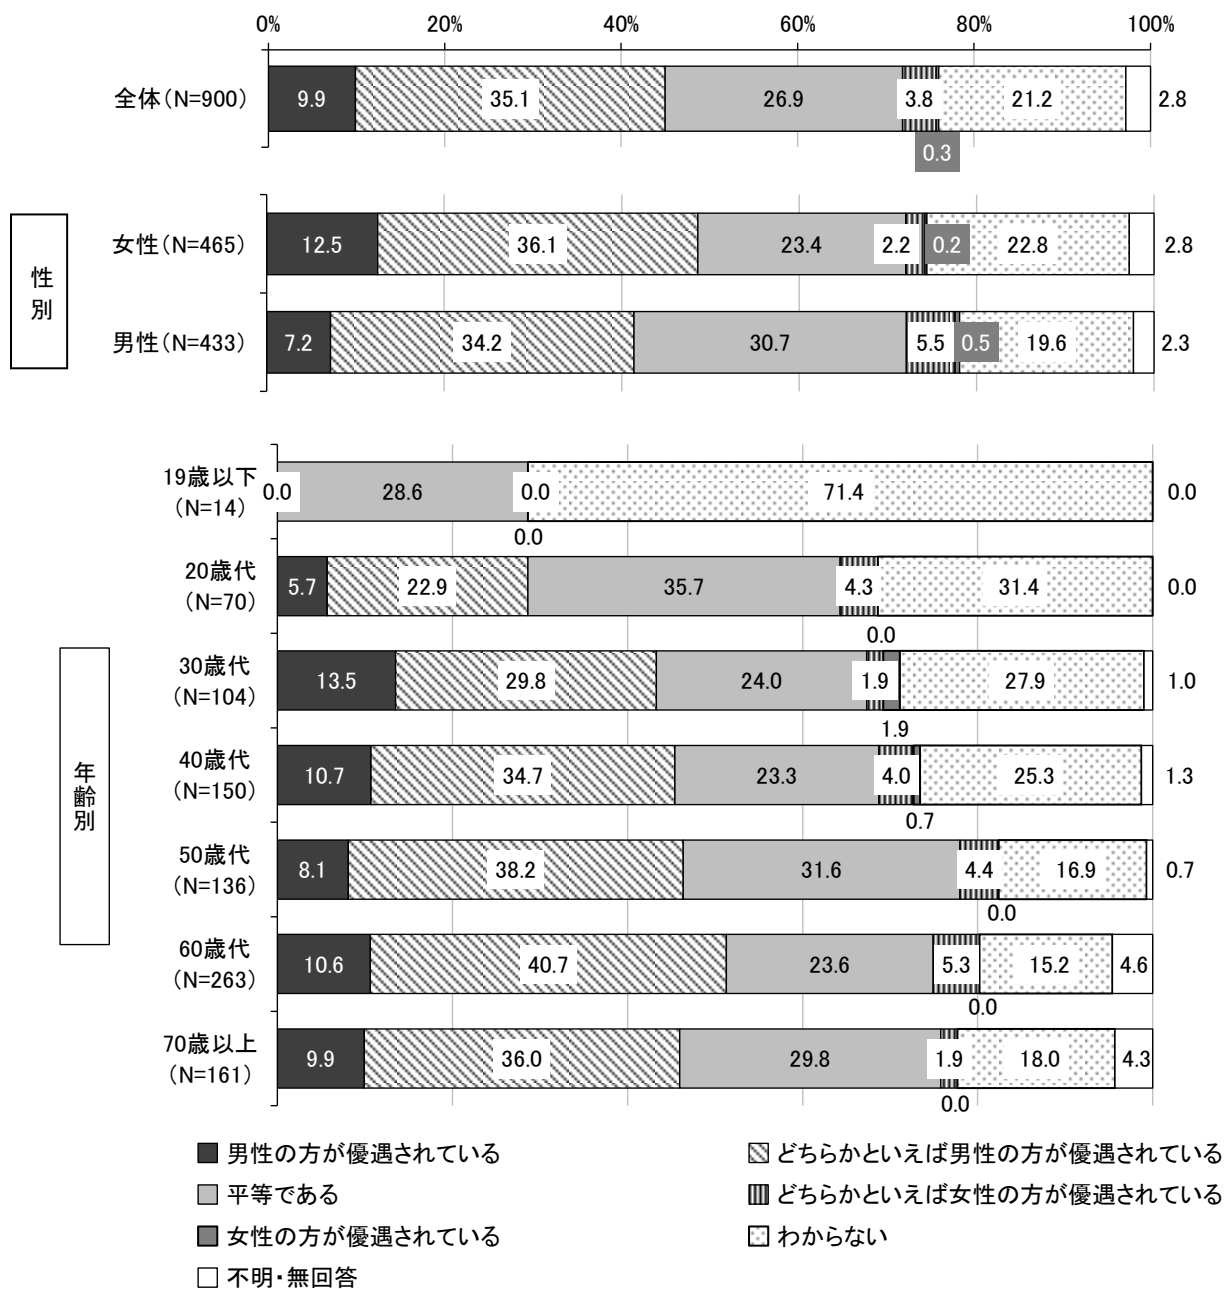 0% 20% 40% 60% 80% 100%
全体(N=900) 9.9 35.1 26.9 3.8 21.2 2.8
0.3
性別
女性(N=465) 12.5 36.1 23.4 2.2 0.2 22.8 2.8
男性(N=433) 7.2 34.2 30.7 5.5 0.5 19.6 2.3
年齢別
19歳以下
(N=14)
0.0 28.6 0.0 71.4 0.0
0.0
20歳代
(N=70)
5.7 22.9 35.7 4.3 31.4 0.0
0.0
30歳代
(N=104)
13.5 29.8 24.0 1.9 27.9 1.0
1.9
40歳代
(N=150)
10.7 34.7 23.3 4.0 25.3 1.3
0.7
50歳代
(N=136)
8.1 38.2 31.6 4.4 16.9 0.7
0.0
60歳代
(N=263)
10.6 40.7 23.6 5.3 15.2 4.6
0.0
70歳以上
(N=161)
9.9 36.0 29.8 1.9 18.0 4.3
0.0
男性の方が優遇されている
どちらかといえば男性の方が優遇されている
平等である
どちらかといえば女性の方が優遇されている
女性の方が優遇されている
わからない
不明・無回答